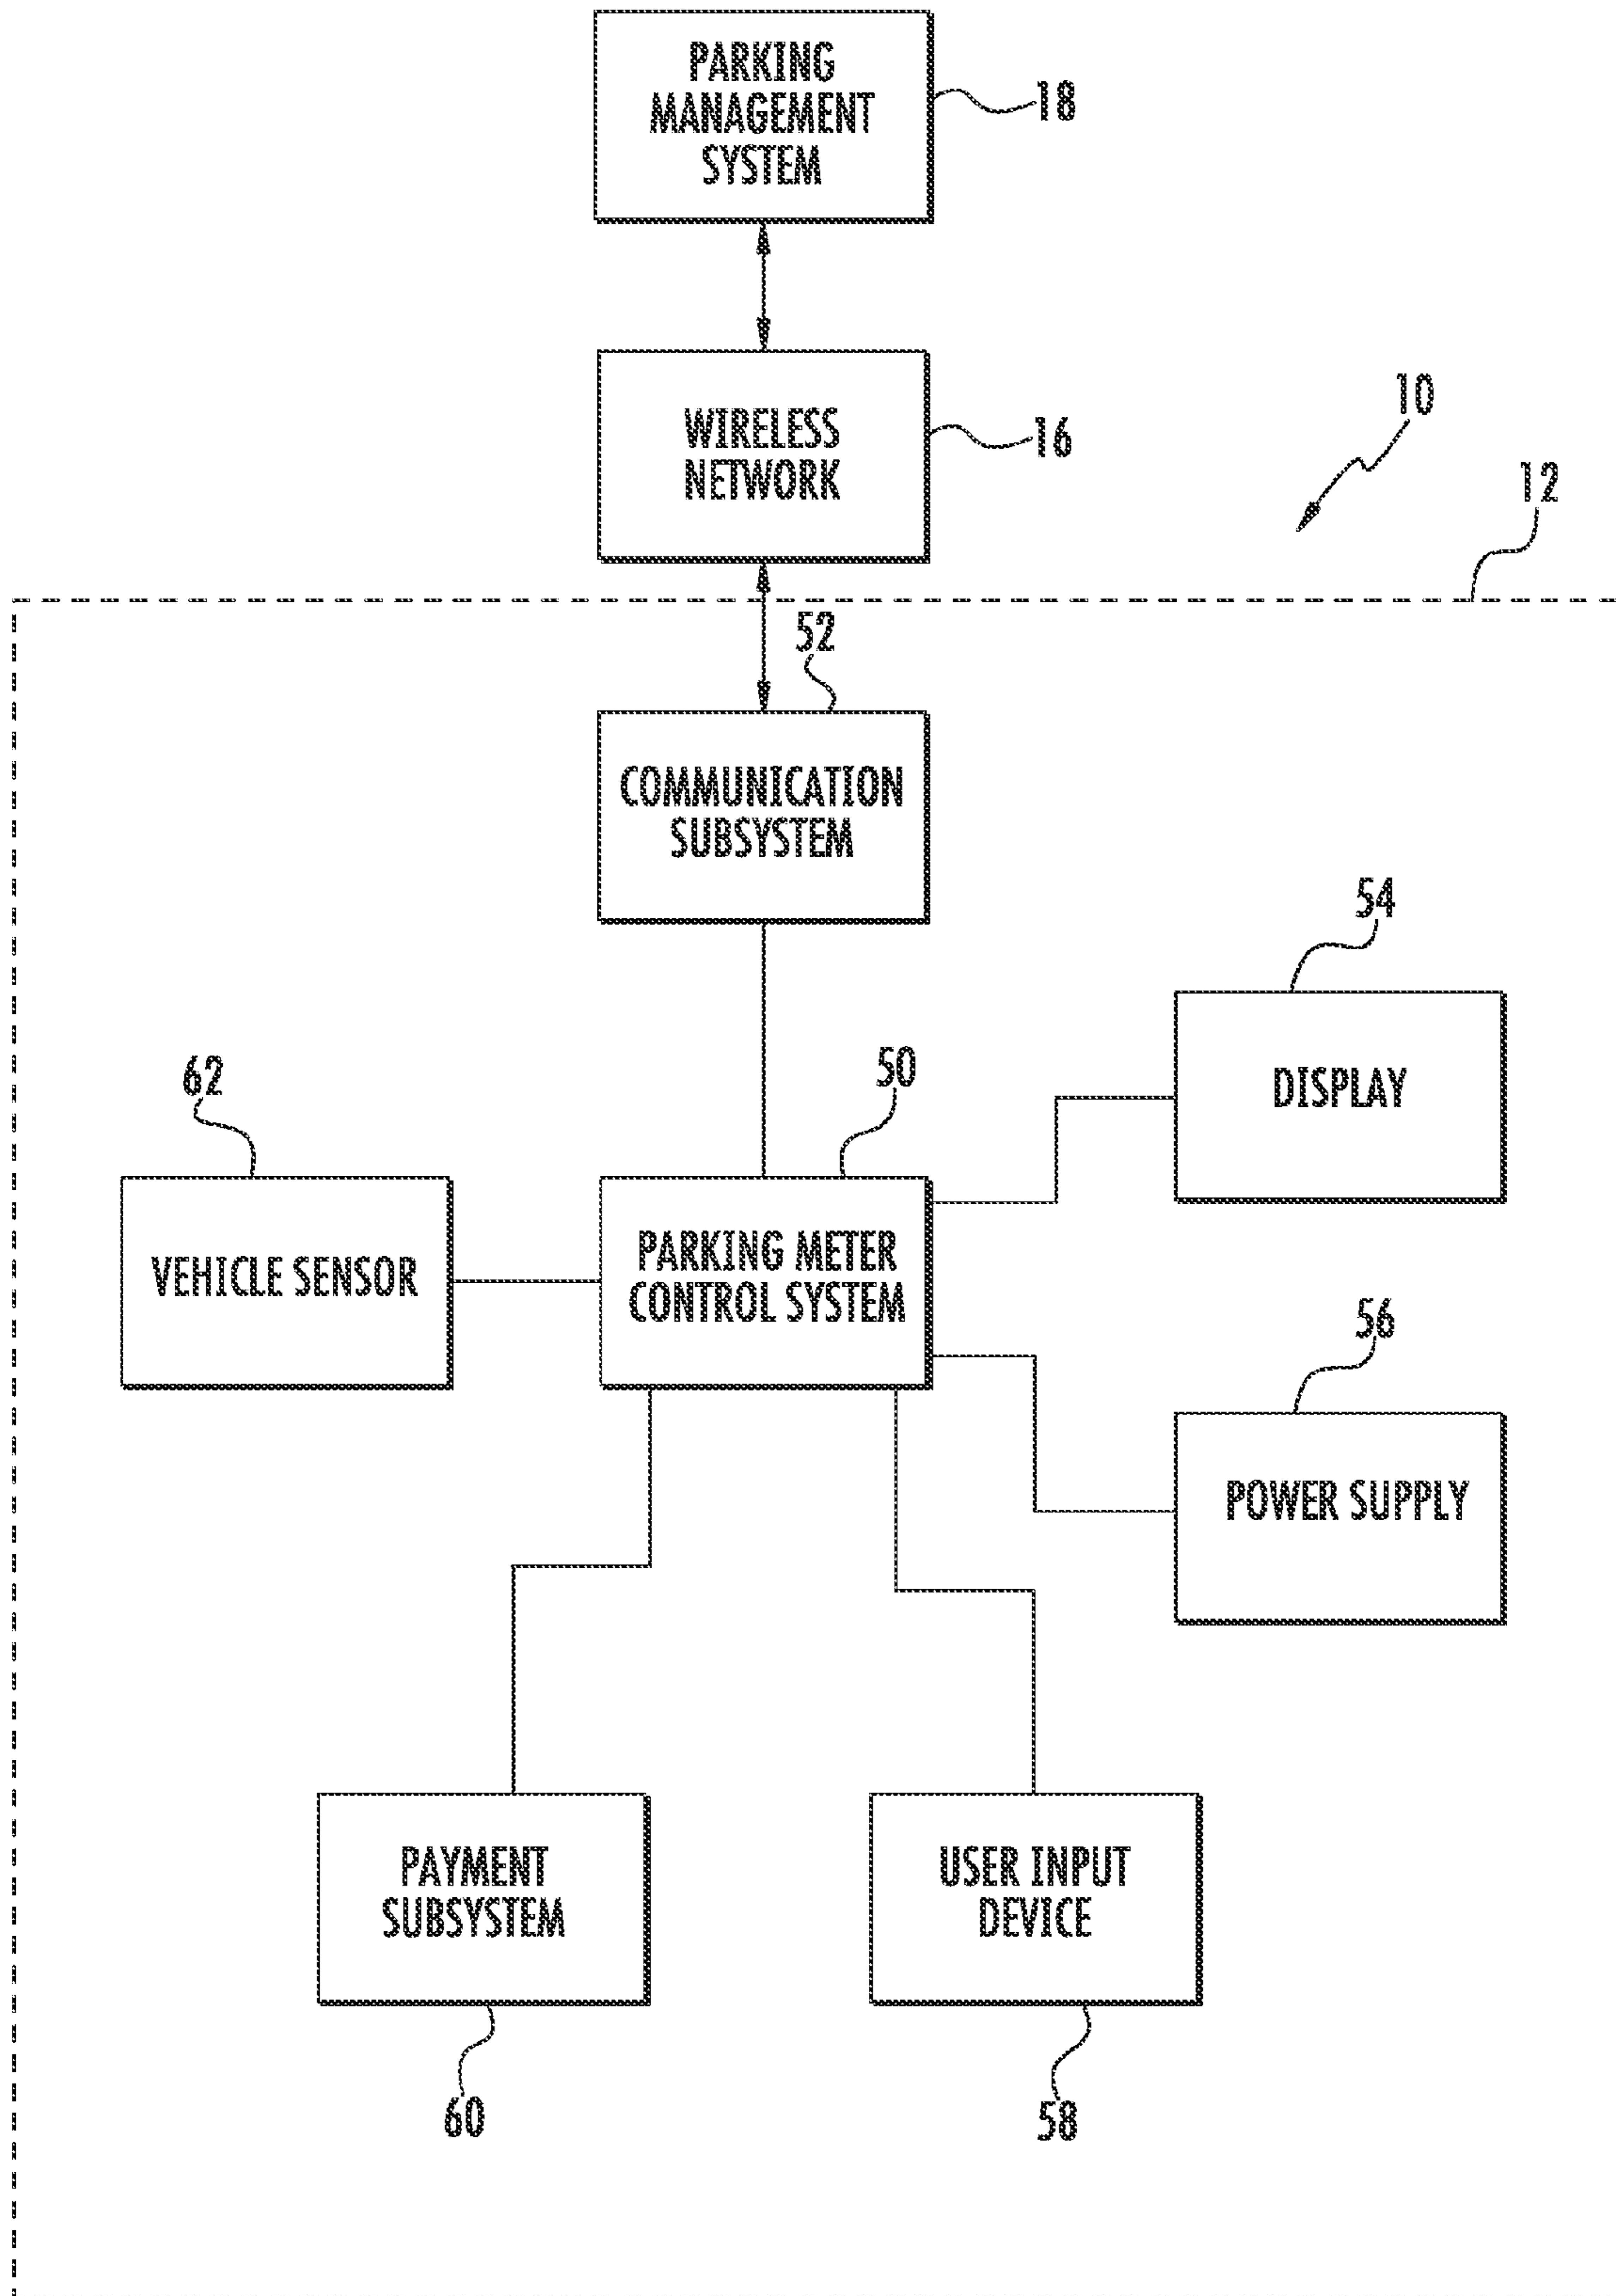 PARKING
MANAGEMENT
SYSTEM
18
WIRELESS
NETWORK
16
10
12
52
COMMUNICATION
SUBSYSTEM
54
DISPLAY
62
50
VEHICLE SENSOR
PARKING METER
CONTROL SYSTEM
56
POWER SUPPLY
PAYMENT
SUBSYSTEM
USER INPUT
DEVICE
60
58